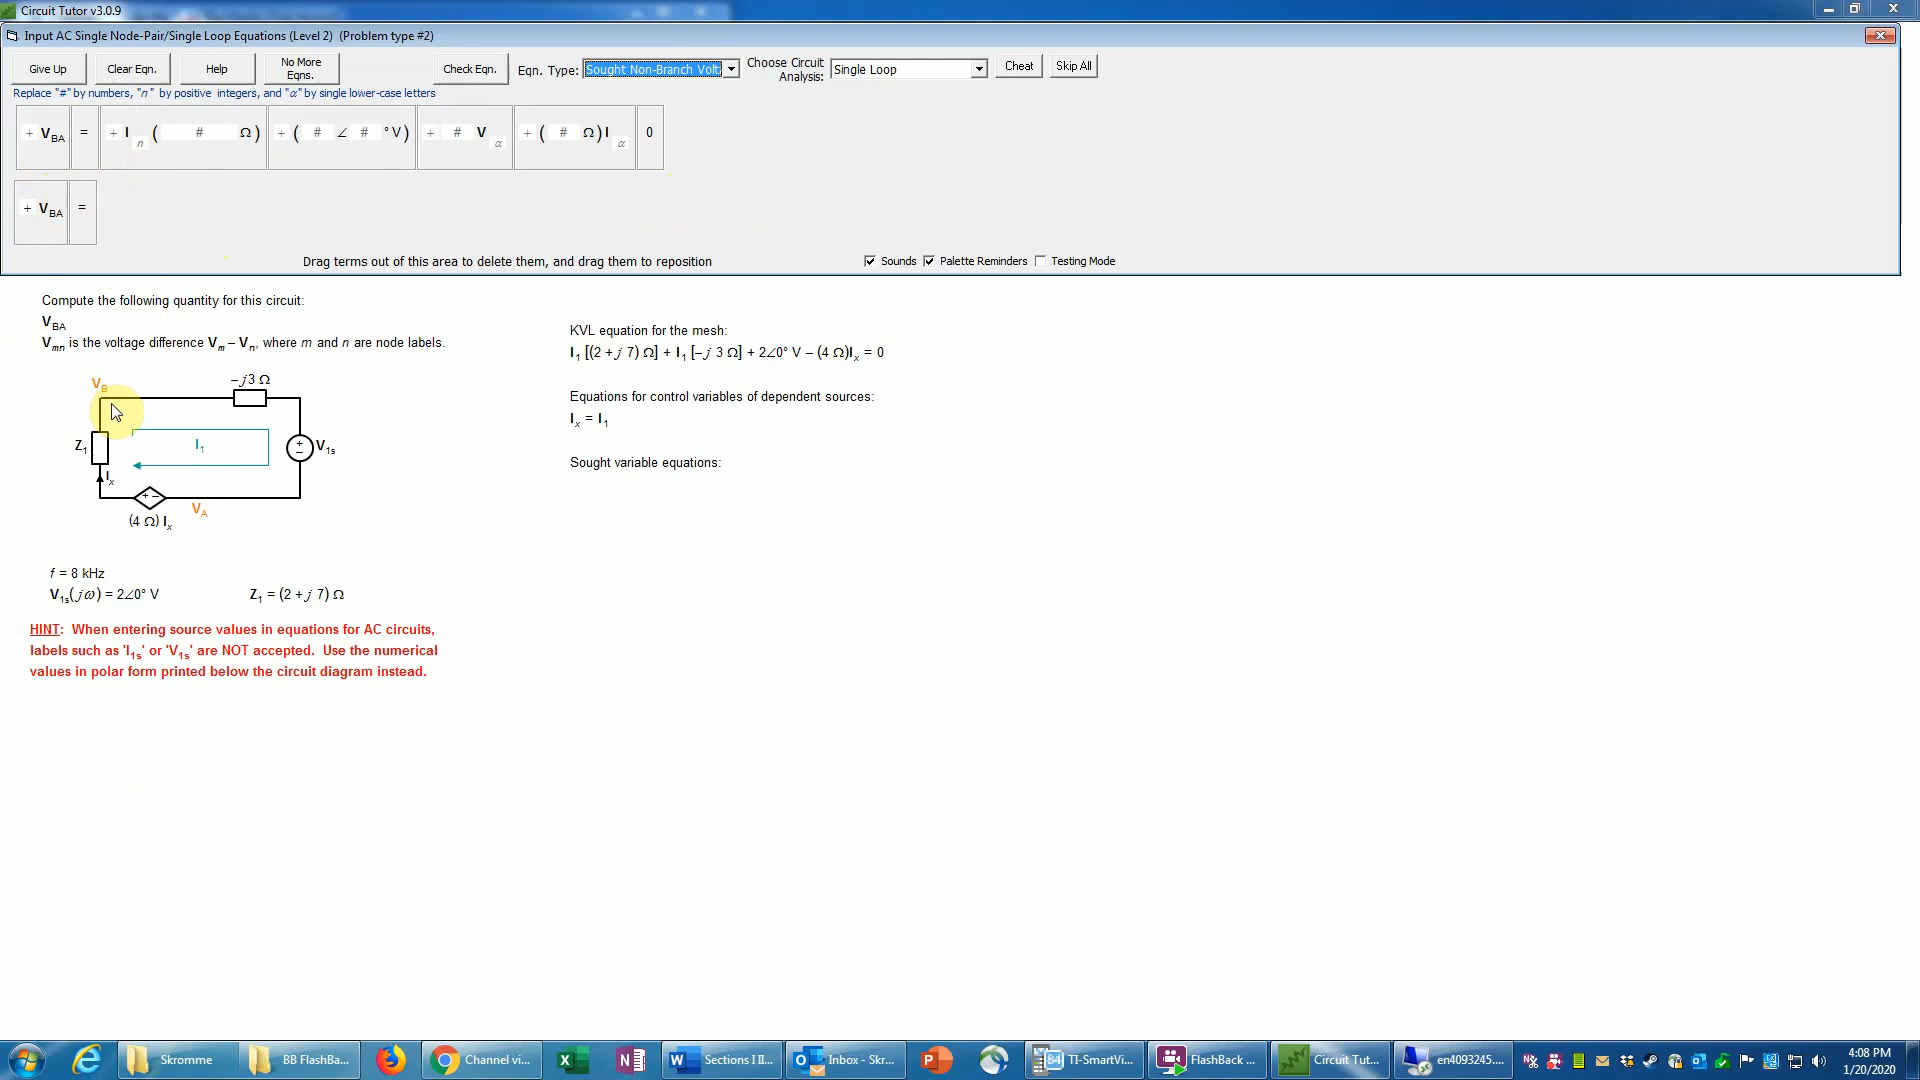 Circuit Tutor v3.0.9
Input AC Single Node-Pair/Single Loop Equations (Level 2)  (Problem type #2)
Give Up Clear Eqn. Help No More Eqns. Check Eqn. Eqn. Type: Sought Non-Branch Volt Choose Circuit Analysis: Single Loop Cheat Skip All
Replace "#" by numbers, "n" by positive integers, and "α" by single lower-case letters
+ VBA = + In ( # Ω) + ( # ∠ # ° V) + # Vα + ( # Ω) Iα 0
+ VBA =
Drag terms out of this area to delete them, and drag them to reposition Sounds Palette Reminders Testing Mode
Compute the following quantity for this circuit:
VBA
Vmn is the voltage difference Vm – Vn, where m and n are node labels.
KVL equation for the mesh:
I1 [(2 + j 7) Ω] + I1 [–j 3 Ω] + 2∠0° V – (4 Ω)Ix = 0
Equations for control variables of dependent sources:
Ix = I1
Sought variable equations:
VB
–j3 Ω
Z1
I1
+
–
V1s
Ix
+ –
VA
(4 Ω) Ix
f = 8 kHz
V1s(jω) = 2∠0° V Z1 = (2 + j 7) Ω
HINT: When entering source values in equations for AC circuits,
labels such as 'I1s' or 'V1s' are NOT accepted. Use the numerical
values in polar form printed below the circuit diagram instead.
Skromme BB FlashBa... Channel vi... Sections I II... Inbox - Skr... TI-SmartVi... FlashBack ... Circuit Tut... en4093245....
4:08 PM
1/20/2020